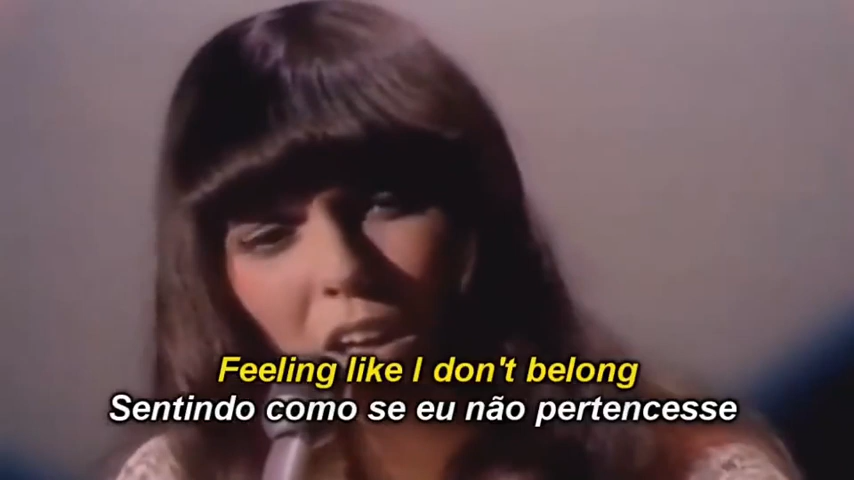 Feeling like I don't belong
Sentindo como se eu não pertencesse